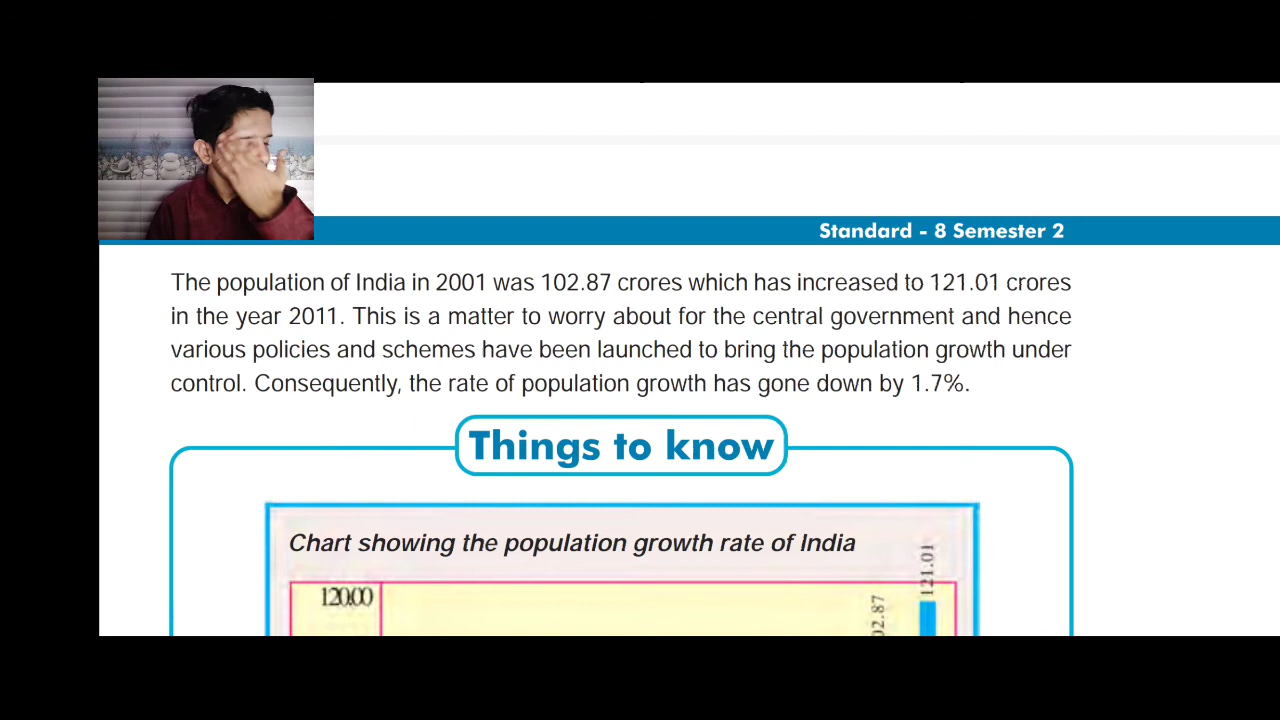 Standard - 8 Semester 2
The population of India in 2001 was 102.87 crores which has increased to 121.01 crores
in the year 2011. This is a matter to worry about for the central government and hence
various policies and schemes have been launched to bring the population growth under
control. Consequently, the rate of population growth has gone down by 1.7%.
Things to know
Chart showing the population growth rate of India
121.01
120.00
02.87